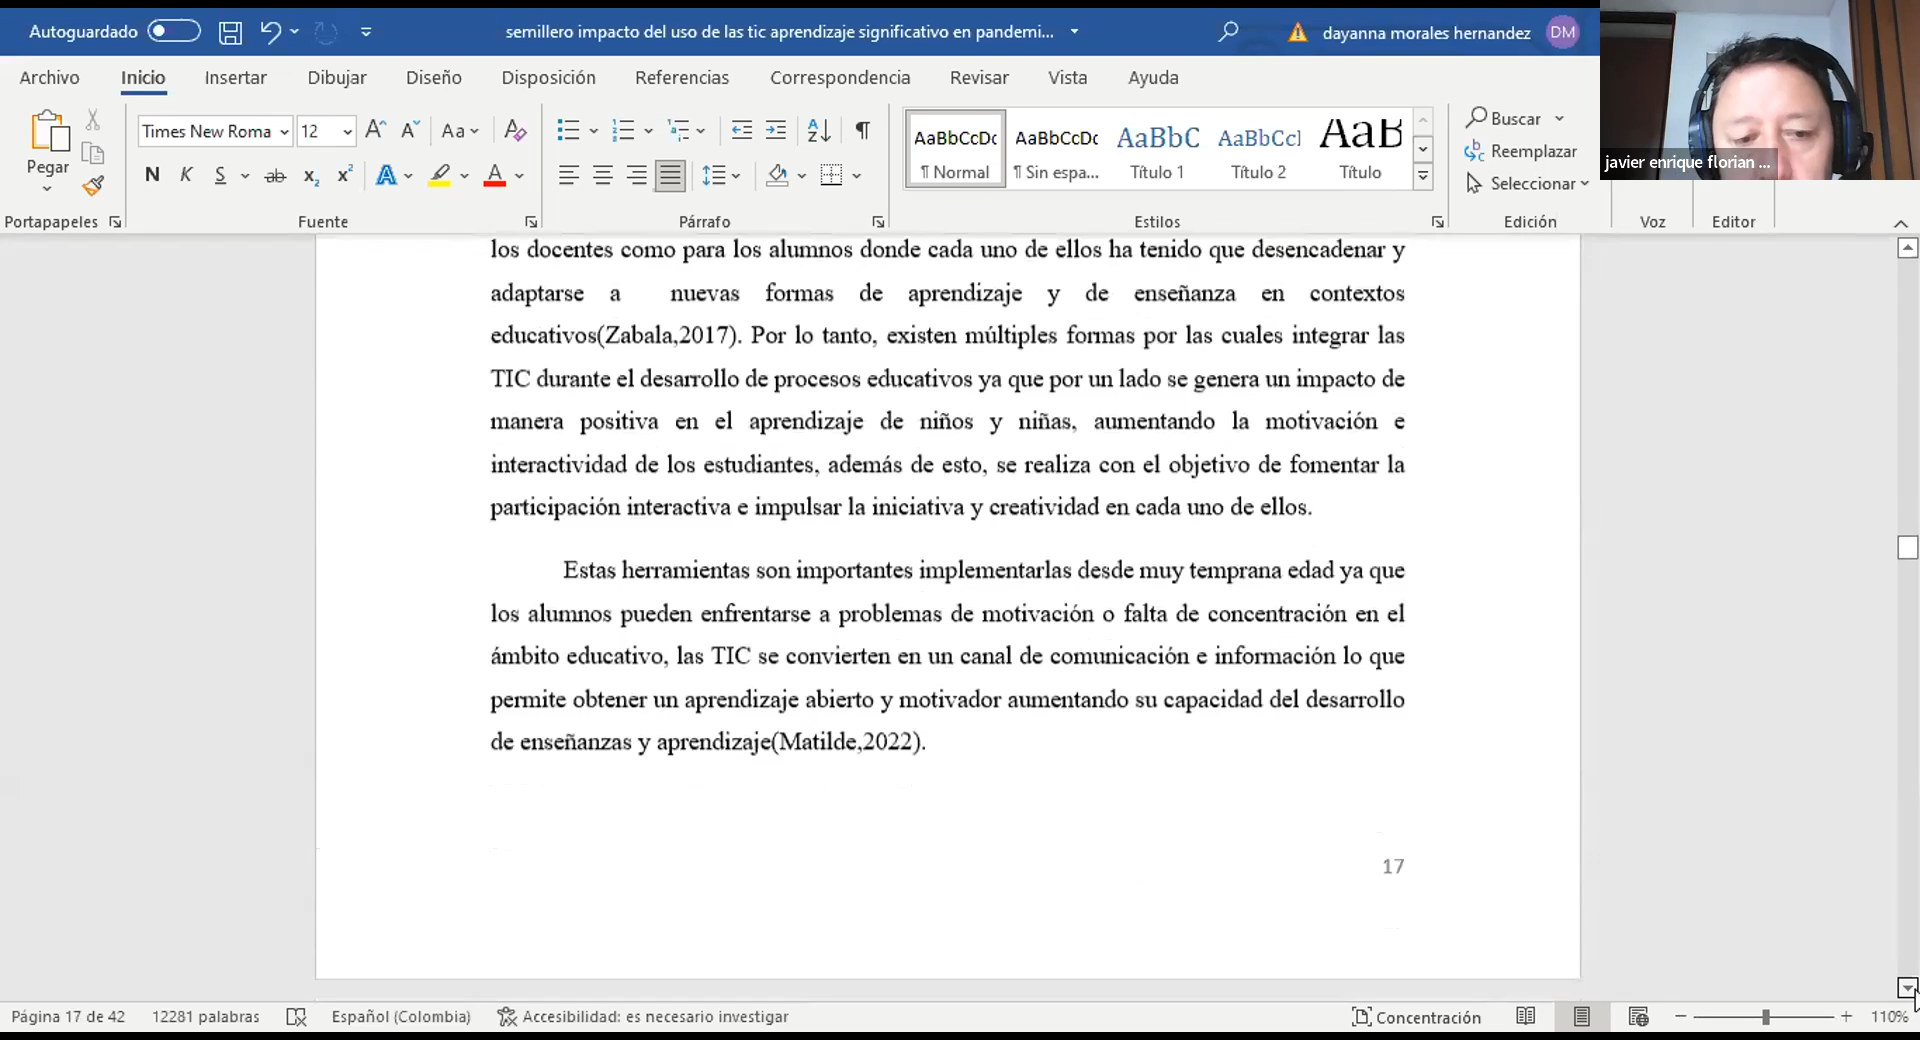 Autoguardado
semillero impacto del uso de las tic aprendizaje significativo en pandemi...
dayanna morales hernandez
DM
Archivo Inicio Insertar Dibujar Diseño Disposición Referencias Correspondencia Revisar Vista Ayuda
Pegar
Times New Roma 12 Aa
N K S ab x₂ x²
AaBbCcDc AaBbCcDc AaBbC AaBbCcI AaB
¶ Normal ¶ Sin espa... Título 1 Título 2 Título
Buscar
Reemplazar
Seleccionar
Portapapeles Fuente Párrafo Estilos Edición Voz Editor
javier enrique florian ...
los docentes como para los alumnos donde cada uno de ellos ha tenido que desencadenar y
adaptarse a nuevas formas de aprendizaje y de enseñanza en contextos
educativos(Zabala,2017). Por lo tanto, existen múltiples formas por las cuales integrar las
TIC durante el desarrollo de procesos educativos ya que por un lado se genera un impacto de
manera positiva en el aprendizaje de niños y niñas, aumentando la motivación e
interactividad de los estudiantes, además de esto, se realiza con el objetivo de fomentar la
participación interactiva e impulsar la iniciativa y creatividad en cada uno de ellos.
Estas herramientas son importantes implementarlas desde muy temprana edad ya que
los alumnos pueden enfrentarse a problemas de motivación o falta de concentración en el
ámbito educativo, las TIC se convierten en un canal de comunicación e información lo que
permite obtener un aprendizaje abierto y motivador aumentando su capacidad del desarrollo
de enseñanzas y aprendizaje(Matilde,2022).
17
Página 17 de 42 12281 palabras Español (Colombia) Accesibilidad: es necesario investigar Concentración 110%